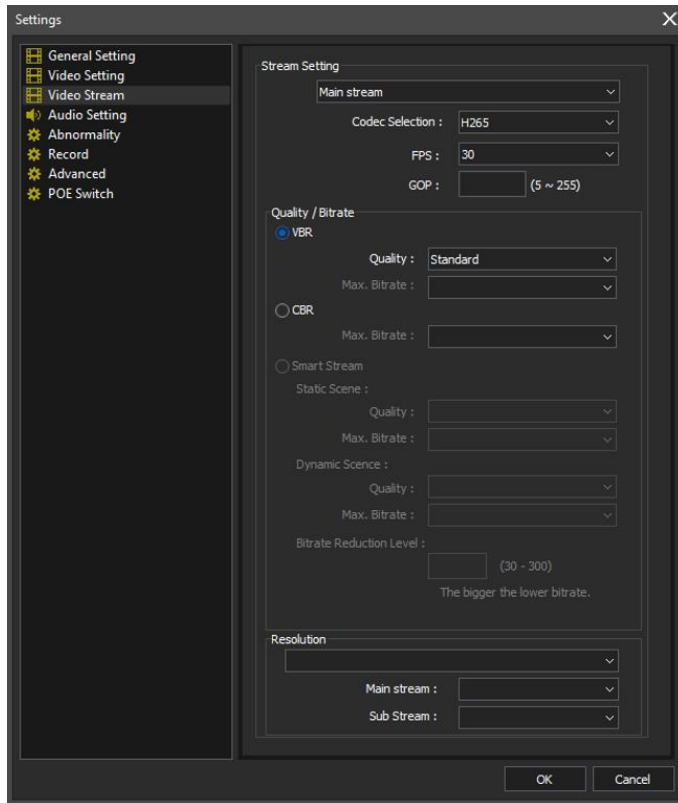 Settings
General Setting
Video Setting
Video Stream
Audio Setting
Abnormality
Record
Advanced
POE Switch
Stream Setting
Main stream
Codec Selection : H265
FPS : 30
GOP : (5 ~ 255)
Quality / Bitrate
VBR
Quality : Standard
Max. Bitrate :
CBR
Max. Bitrate :
Smart Stream
Static Scene :
Quality :
Max. Bitrate :
Dynamic Scence :
Quality :
Max. Bitrate :
Bitrate Reduction Level :
(30 - 300)
The bigger the lower bitrate.
Resolution
Main stream :
Sub Stream :
OK Cancel